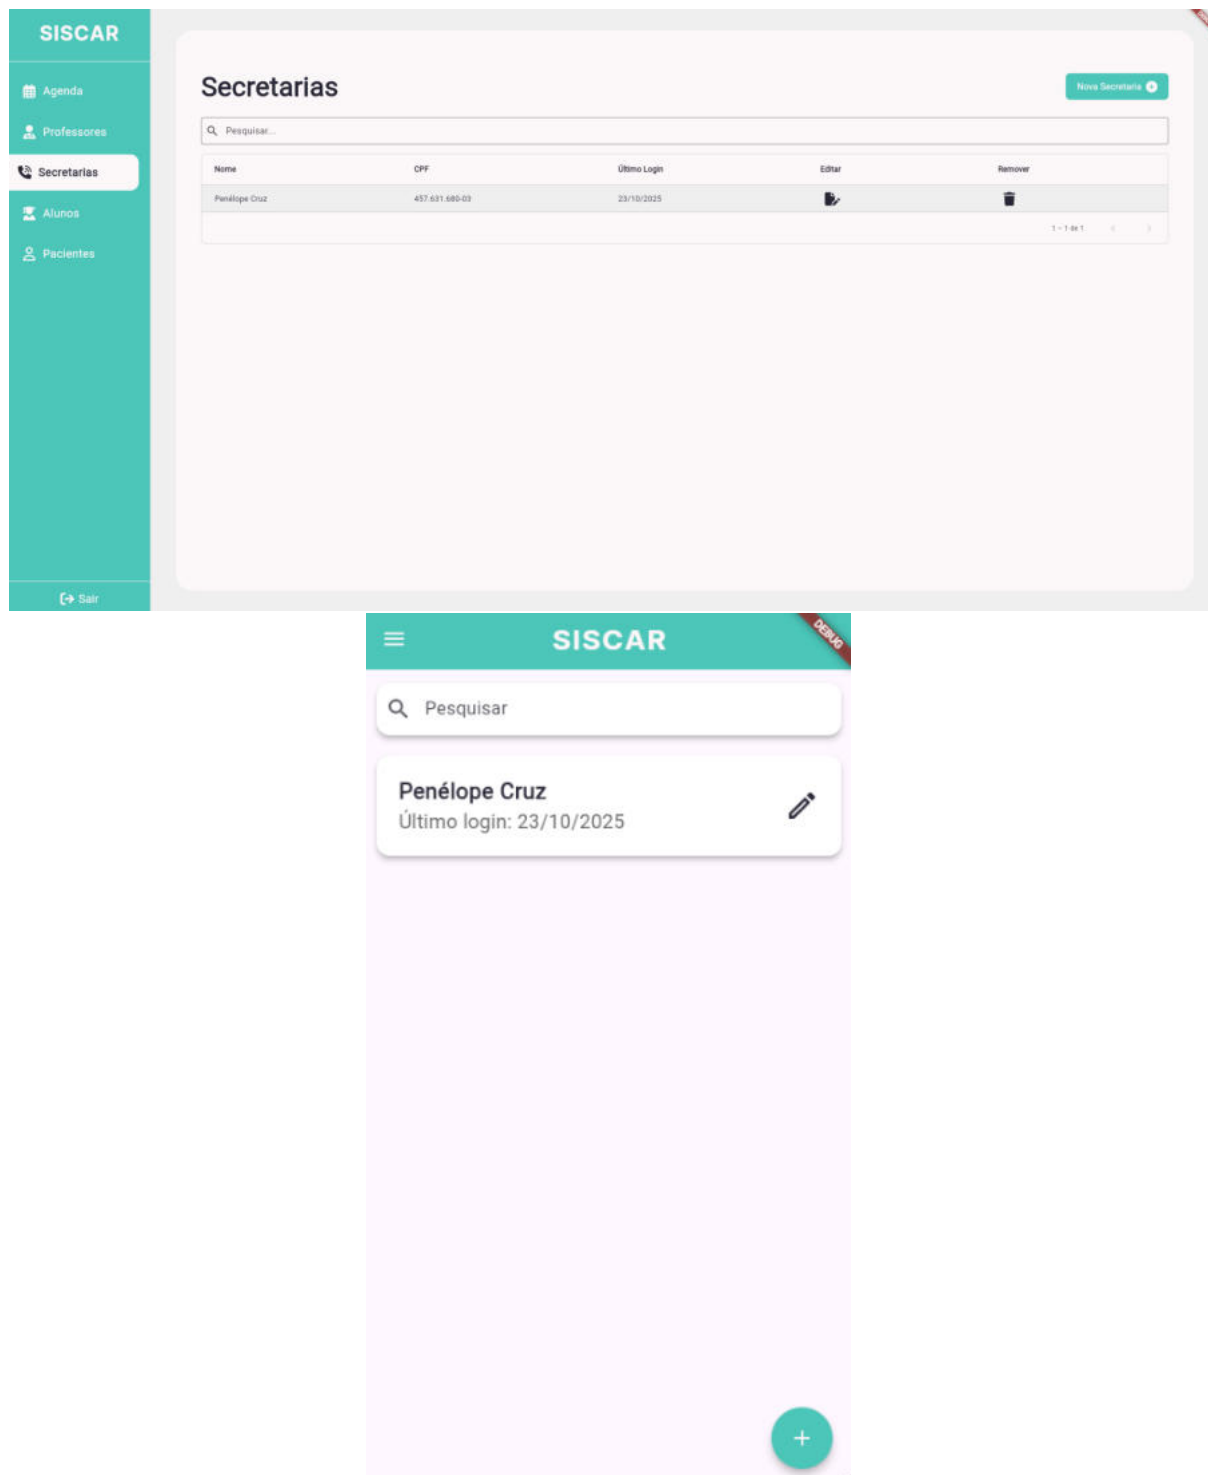 SISCAR
Agenda
Professores
Secretarias
Alunos
Pacientes
Sair
Secretarias
Nova Secretaria
Pesquisar...
Nome CPF Último Login Editar Remover
Penélope Cruz 457.631.680-03 23/10/2025
1 – 1 de 1
SISCAR
DEBUG
Pesquisar
Penélope Cruz
Último login: 23/10/2025